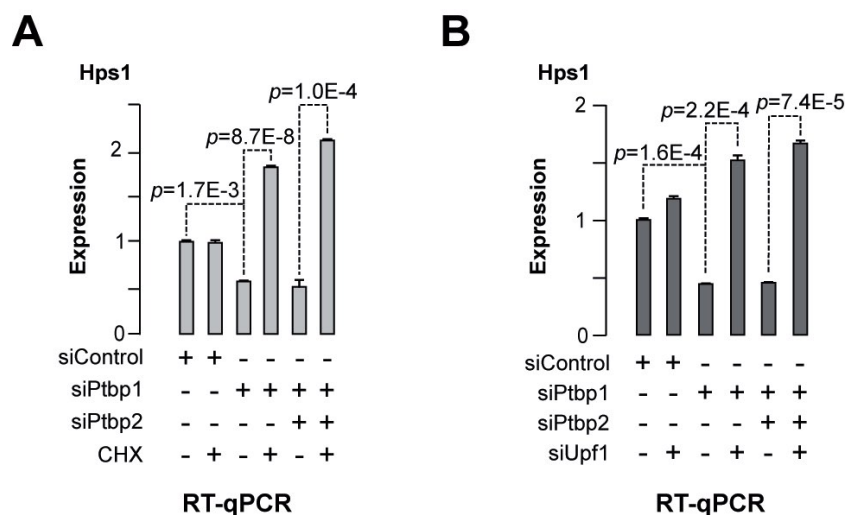 A
Hps1
Expression
2
1
0
p=1.7E-3
p=8.7E-8
p=1.0E-4
siControl + + - - - -
siPtbp1 - - + + + +
siPtbp2 - - - - + +
CHX - + - + - +
RT-qPCR
B
Hps1
Expression
2
1
0
p=1.6E-4
p=2.2E-4
p=7.4E-5
siControl + + - - - -
siPtbp1 - - + + + +
siPtbp2 - - - - + +
siUpf1 - + - + - +
RT-qPCR